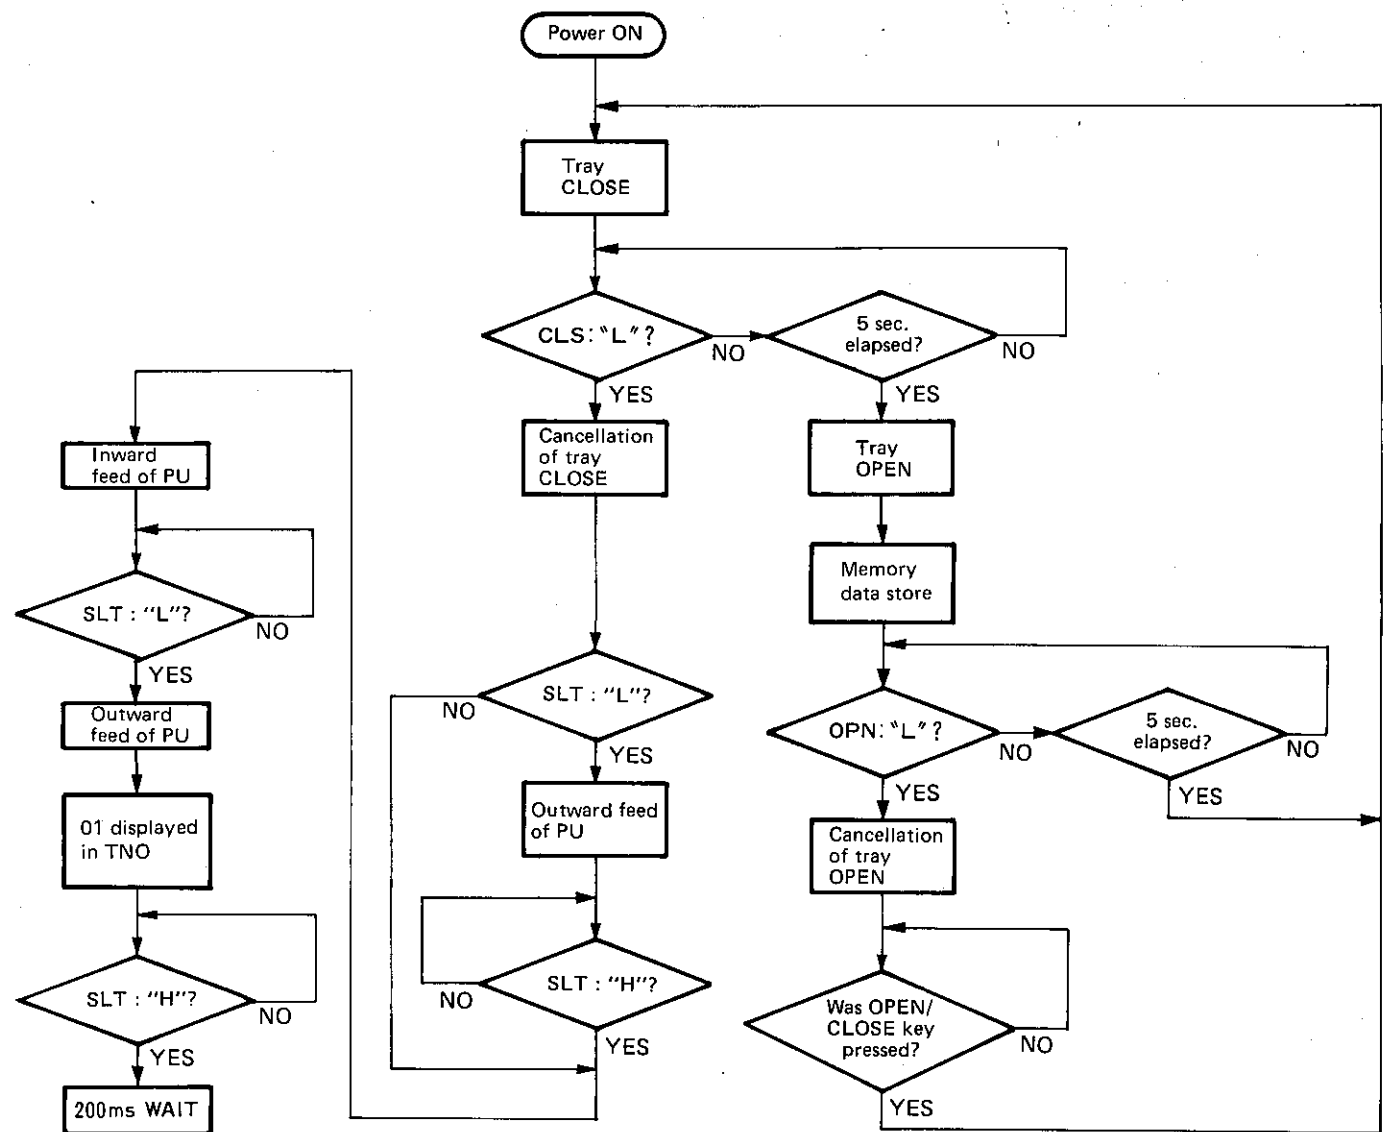 Power ON
Tray
CLOSE
CLS: "L" ?
NO
YES
5 sec.
elapsed?
NO
YES
Cancellation
of tray
CLOSE
Tray
OPEN
Memory
data store
Inward
feed of PU
SLT : "L"?
NO
YES
Outward
feed of PU
01 displayed
in TNO
SLT : "H"?
NO
YES
200ms WAIT
SLT : "L"?
NO
YES
Outward feed
of PU
SLT : "H"?
NO
YES
OPN: "L" ?
NO
YES
5 sec.
elapsed?
NO
YES
Cancellation
of tray
OPEN
Was OPEN/
CLOSE key
pressed?
NO
YES